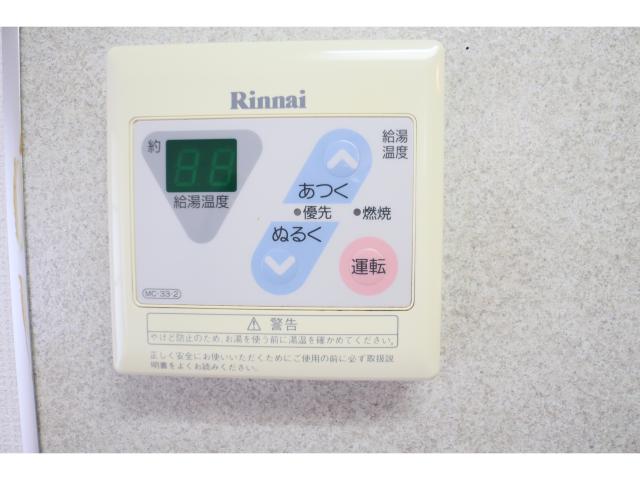 Rinnai
約
給湯温度
給湯
温度
あつく
優先
燃焼
ぬるく
運転
MC-33-2
警告
やけど防止のため、お湯を使う前に湯温を確かめてください。
正しく安全にお使いいただくためにご使用の前に必ず取扱説
明書をよくお読みください。